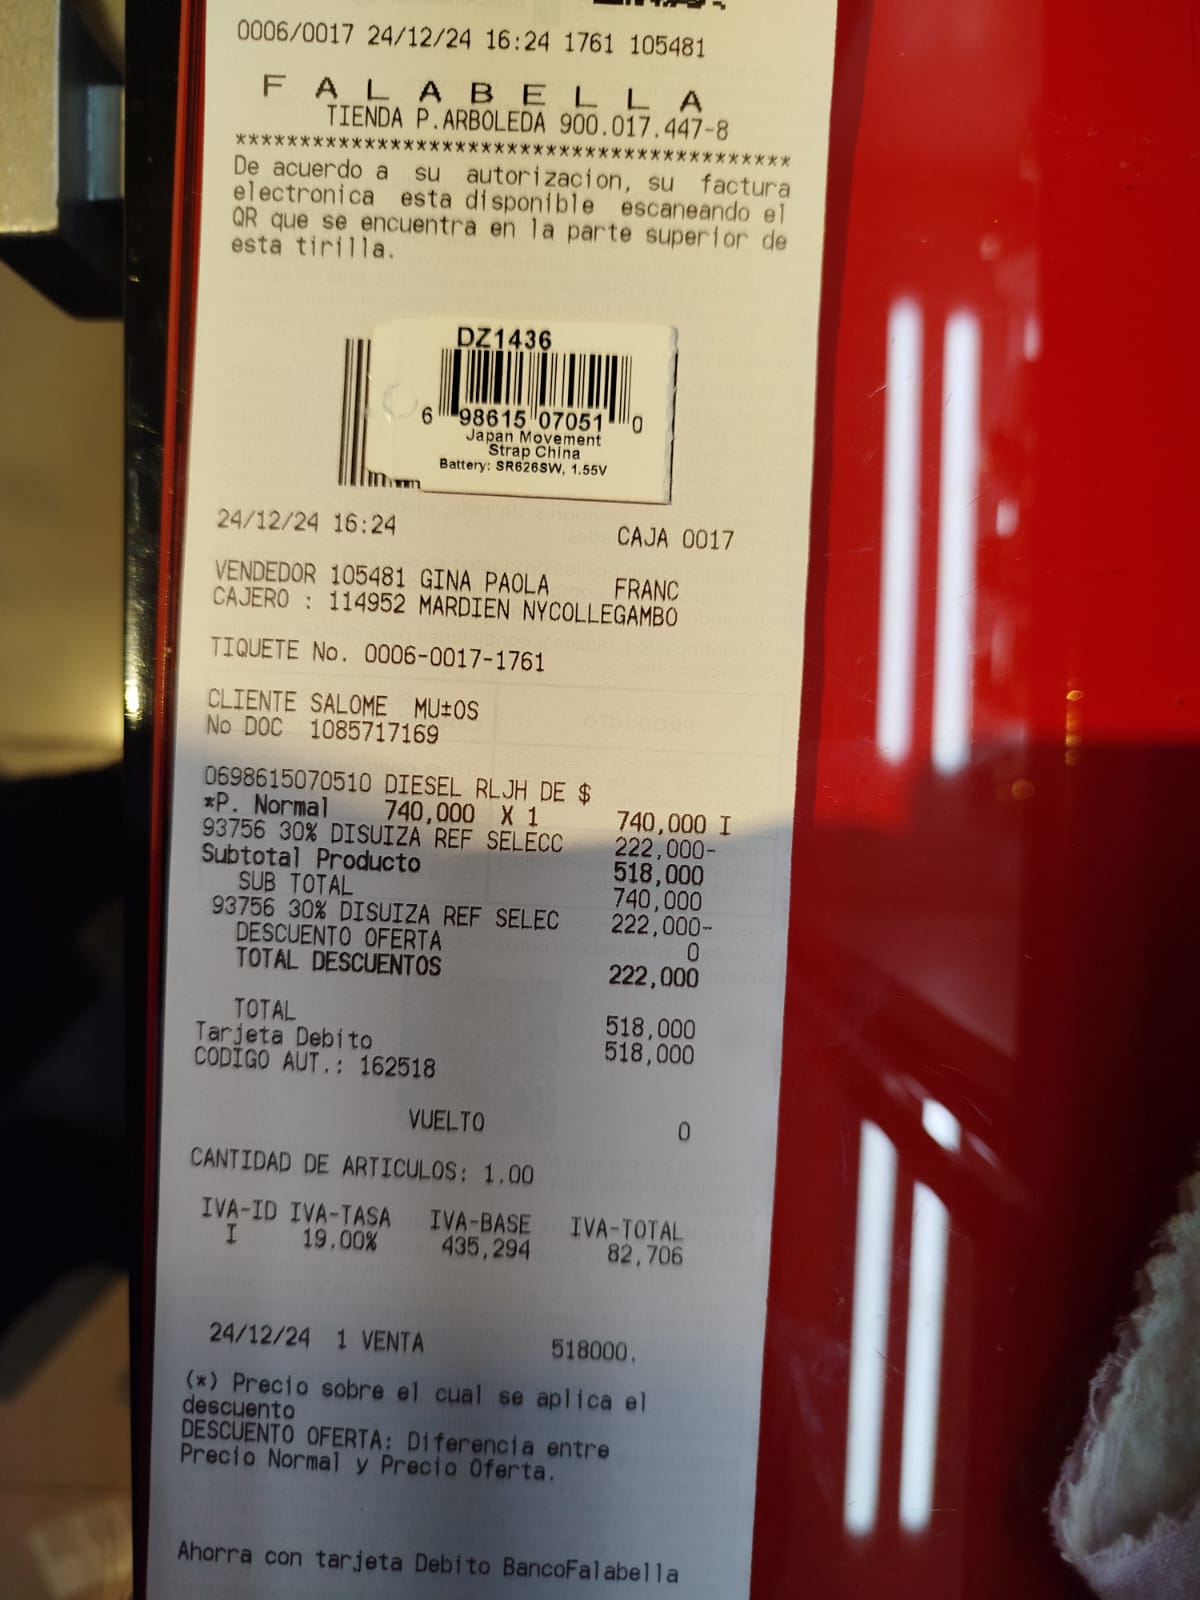 0006/0017 24/12/24 16:24 1761 105481
F A L A B E L L A
TIENDA P.ARBOLEDA 900.017.447-8
*******************************************
De acuerdo a su autorizacion, su factura
electronica esta disponible escaneando el
QR que se encuentra en la parte superior de
esta tirilla.
DZ1436
6 98615 07051 0
Japan Movement
Strap China
Battery: SR626SW, 1.55V
24/12/24 16:24 CAJA 0017
VENDEDOR 105481 GINA PAOLA FRANC
CAJERO : 114952 MARDIEN NYCOLLEGAMBO
TIQUETE No. 0006-0017-1761
CLIENTE SALOME MU±OS
No DOC 1085717169
0698615070510 DIESEL RLJH DE $
*P. Normal 740,000 X 1 740,000 I
93756 30% DISUIZA REF SELECC 222,000-
Subtotal Producto 518,000
SUB TOTAL 740,000
93756 30% DISUIZA REF SELEC 222,000-
DESCUENTO OFERTA 0
TOTAL DESCUENTOS 222,000
TOTAL 518,000
Tarjeta Debito 518,000
CODIGO AUT.: 162518
VUELTO 0
CANTIDAD DE ARTICULOS: 1.00
IVA-ID IVA-TASA IVA-BASE IVA-TOTAL
I 19.00% 435,294 82,706
24/12/24 1 VENTA 518000.
(*) Precio sobre el cual se aplica el
descuento
DESCUENTO OFERTA: Diferencia entre
Precio Normal y Precio Oferta.
Ahorra con tarjeta Debito BancoFalabella